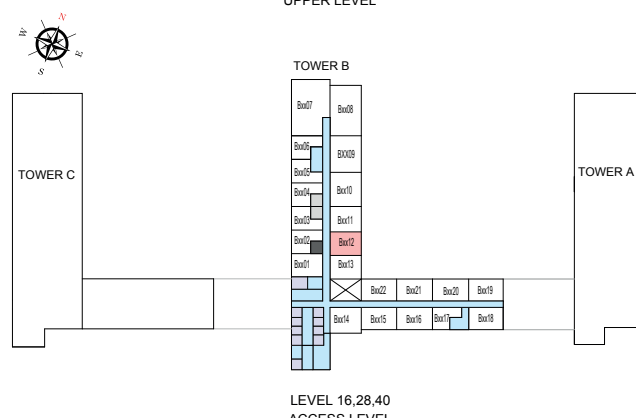 UPPER LEVEL
N
W
E
S
TOWER B
Bxx07
Bxx08
Bxx06
BXX09
Bxx05
TOWER C
TOWER A
Bxx04
Bxx10
Bxx03
Bxx11
Bxx02
Bxx12
Bxx01
Bxx13
Bxx22
Bxx21
Bxx20
Bxx19
Bxx14
Bxx15
Bxx16
Bxx17
Bxx18
LEVEL 16,28,40
ACCESS LEVEL